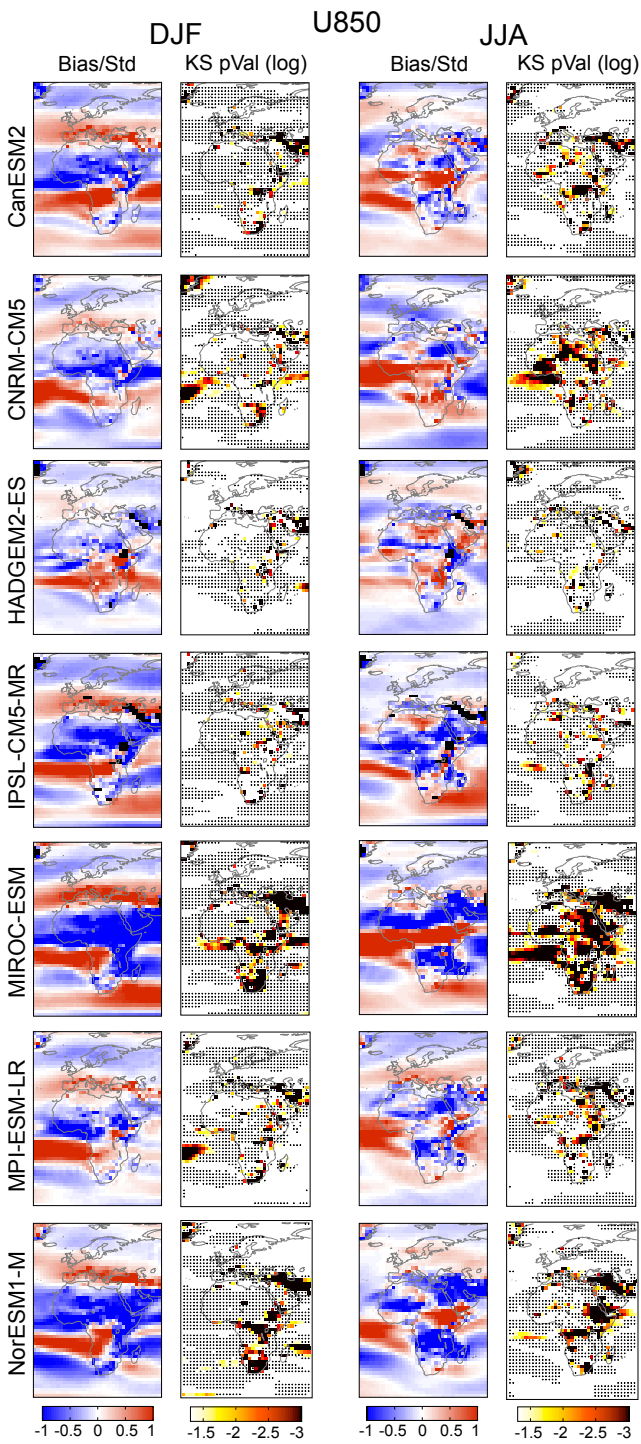 U850
DJF JJA
Bias/Std KS pVal (log) Bias/Std KS pVal (log)
CanESM2
CNRM-CM5
HADGEM2-ES
IPSL-CM5-MR
MIROC-ESM
MPI-ESM-LR
NorESM1-M
-1 -0.5 0 0.5 1 -1.5 -2 -2.5 -3 -1 -0.5 0 0.5 1 -1.5 -2 -2.5 -3